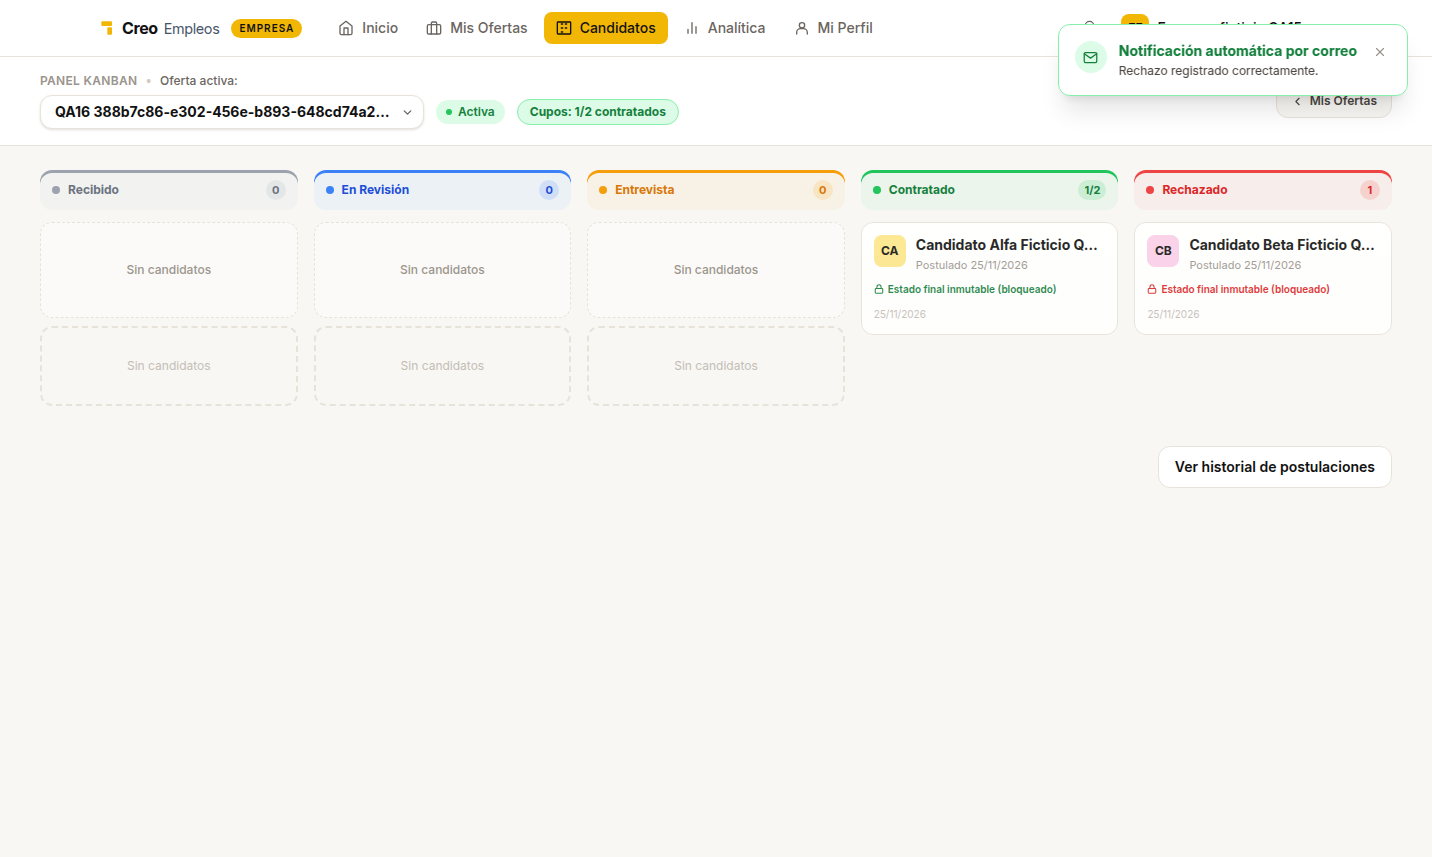 Creo Empleos EMPRESA
Inicio
Mis Ofertas
Candidatos
Analítica
Mi Perfil
Notificación automática por correo
Rechazo registrado correctamente.
PANEL KANBAN • Oferta activa:
QA16 388b7c86-e302-456e-b893-648cd74a2...
Activa
Cupos: 1/2 contratados
Mis Ofertas
Recibido 0
En Revisión 0
Entrevista 0
Contratado 1/2
Rechazado 1
Sin candidatos
Sin candidatos
Sin candidatos
CA
Candidato Alfa Ficticio Q...
Postulado 25/11/2026
Estado final inmutable (bloqueado)
25/11/2026
CB
Candidato Beta Ficticio Q...
Postulado 25/11/2026
Estado final inmutable (bloqueado)
25/11/2026
Sin candidatos
Sin candidatos
Sin candidatos
Ver historial de postulaciones